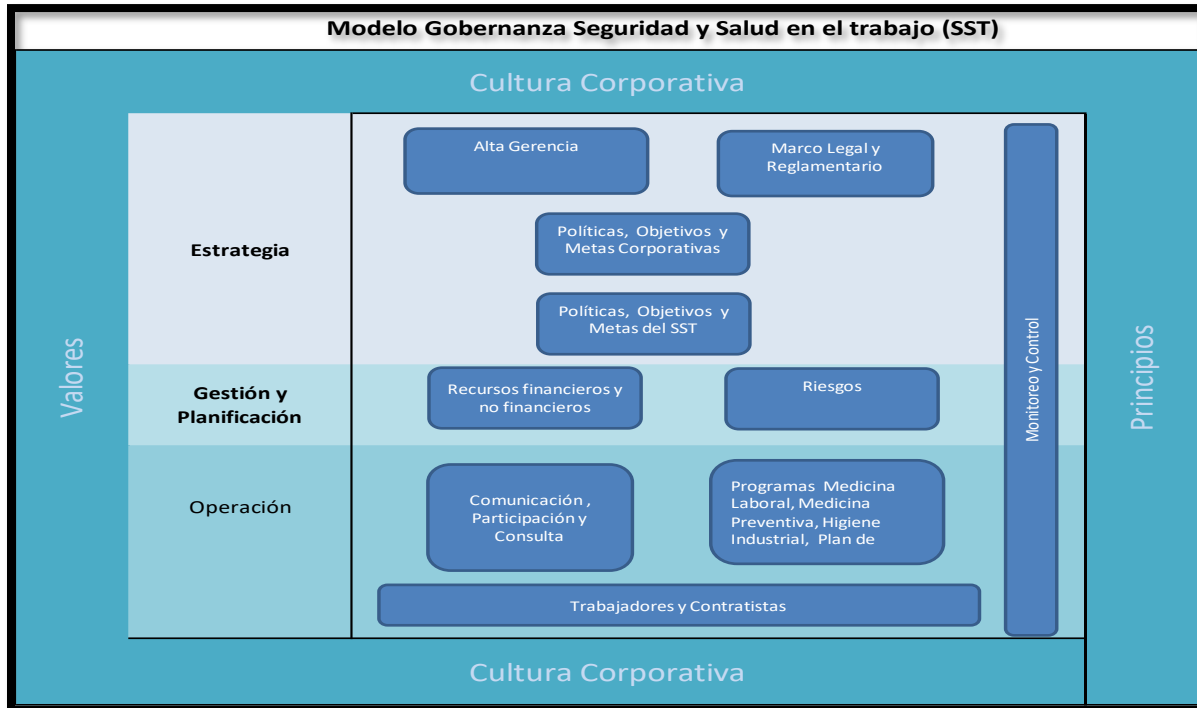 Modelo Gobernanza Seguridad y Salud en el trabajo (SST)
Cultura Corporativa
Valores
Estrategia
Alta Gerencia
Marco Legal y
Reglamentario
Políticas, Objetivos y
Metas Corporativas
Políticas, Objetivos y
Metas del SST
Gestión y
Planificación
Recursos financieros y
no financieros
Riesgos
Operación
Comunicación ,
Participación y
Consulta
Programas Medicina
Laboral, Medicina
Preventiva, Higiene
Industrial, Plan de
Trabajadores y Contratistas
Monitoreo y Control
Principios
Cultura Corporativa